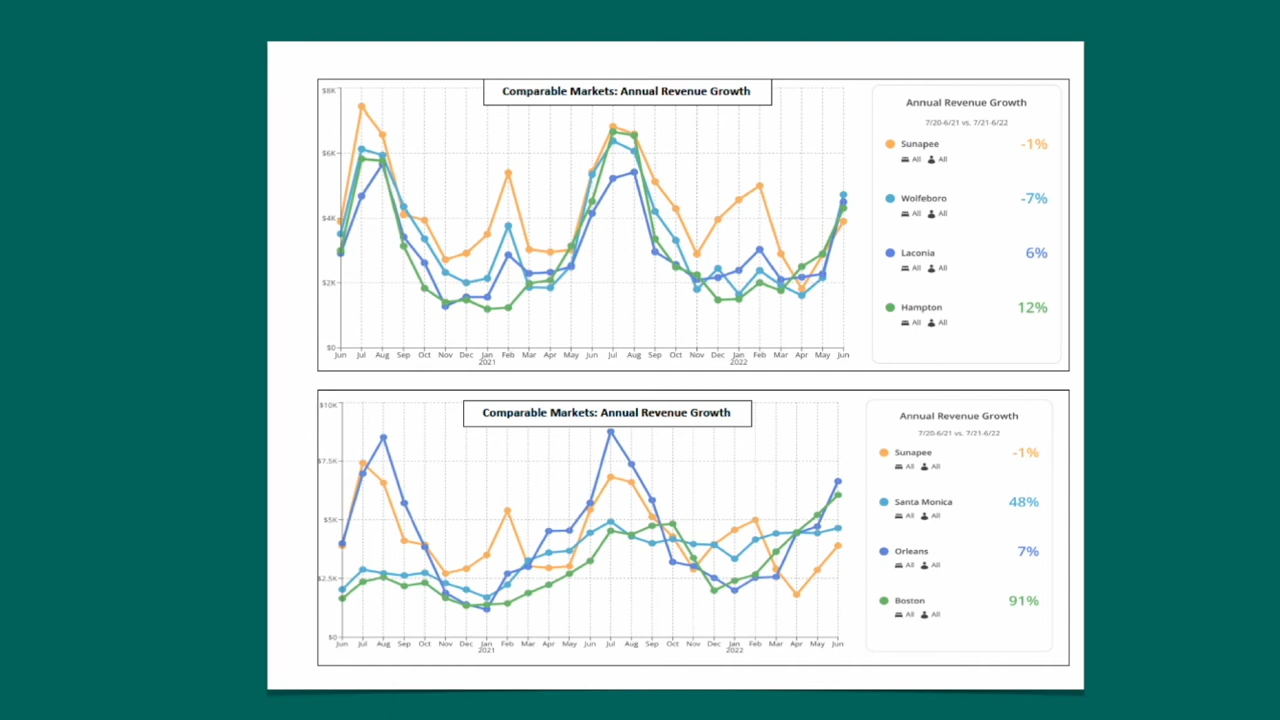 Comparable Markets: Annual Revenue Growth
$8K
$6K
$4K
$2K
$0
Jun Jul Aug Sep Oct Nov Dec Jan Feb Mar Apr May Jun Jul Aug Sep Oct Nov Dec Jan Feb Mar Apr May Jun
2021 2022
Annual Revenue Growth
7/20-6/21 vs. 7/21-6/22
Sunapee -1%
All All
Wolfeboro -7%
All All
Laconia 6%
All All
Hampton 12%
All All
Comparable Markets: Annual Revenue Growth
$10K
$7.5K
$5K
$2.5K
$0
Jun Jul Aug Sep Oct Nov Dec Jan Feb Mar Apr May Jun Jul Aug Sep Oct Nov Dec Jan Feb Mar Apr May Jun
2021 2022
Annual Revenue Growth
7/20-6/21 vs. 7/21-6/22
Sunapee -1%
All All
Santa Monica 48%
All All
Orleans 7%
All All
Boston 91%
All All